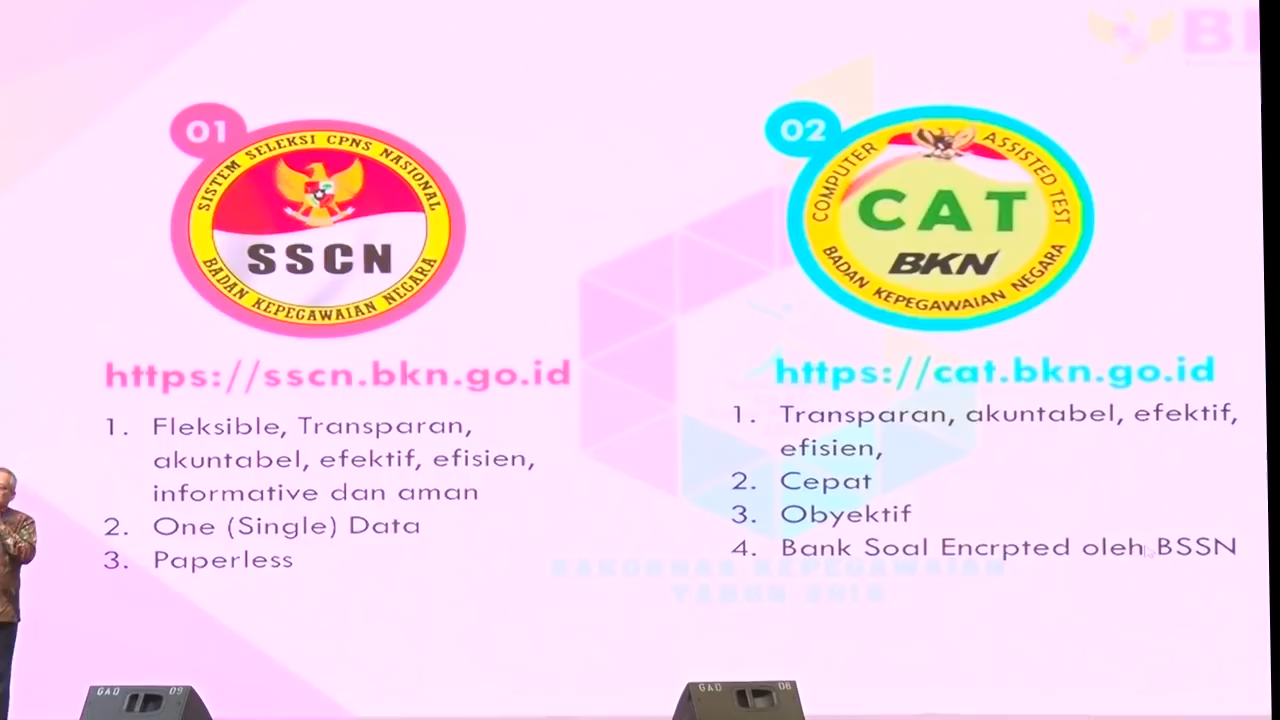 01
SISTEM SELEKSI CPNS NASIONAL
SSCN
BADAN KEPEGAWAIAN NEGARA
https://sscn.bkn.go.id
1. Fleksible, Transparan,
akuntabel, efektif, efisien,
informative dan aman
2. One (Single) Data
3. Paperless
02
COMPUTER ASSISTED TEST
CAT
BKN
BADAN KEPEGAWAIAN NEGARA
https://cat.bkn.go.id
1. Transparan, akuntabel, efektif,
efisien,
2. Cepat
3. Obyektif
4. Bank Soal Encrpted oleh BSSN
RAKORNAS KEPEGAWAIAN
GAD 09
GAD 08